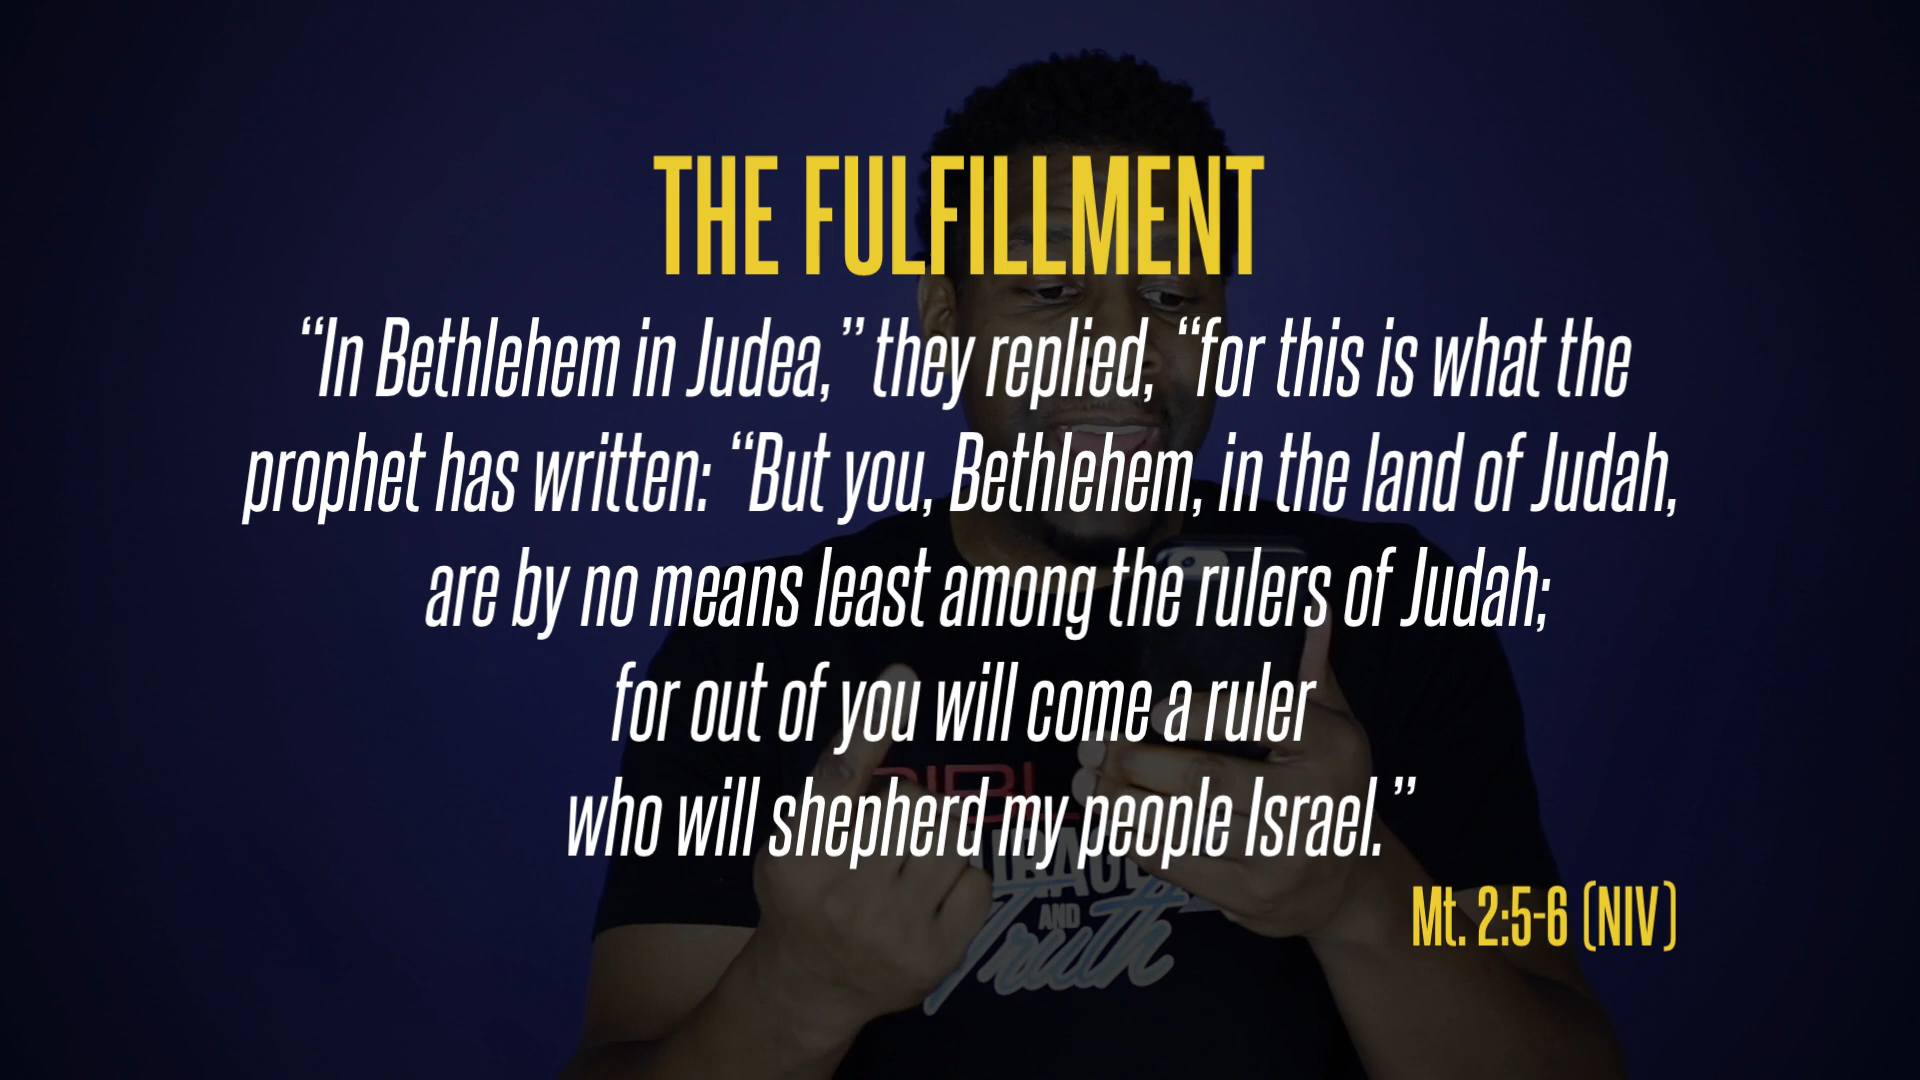 THE FULFILLMENT
“In Bethlehem in Judea,” they replied, “for this is what the
prophet has written: “But you, Bethlehem, in the land of Judah,
are by no means least among the rulers of Judah;
for out of you will come a ruler
who will shepherd my people Israel.”
Mt. 2:5-6 (NIV)
AND
Truth